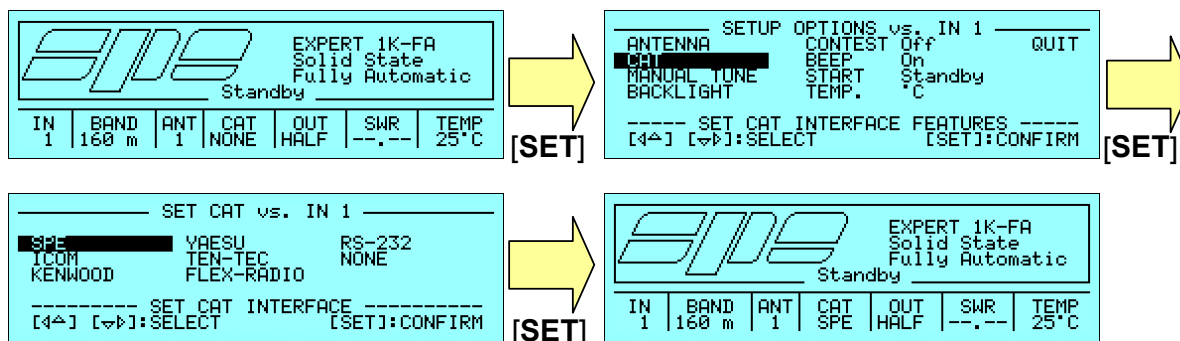 spe
EXPERT 1K-FA
Solid State
Fully Automatic
Standby
IN BAND ANT CAT OUT SWR TEMP
1 160 m 1 NONE HALF --.-- 25°C
[SET]
SETUP OPTIONS vs. IN 1
ANTENNA CONTEST Off QUIT
CAT BEEP On
MANUAL TUNE START Standby
BACKLIGHT TEMP. °C
----- SET CAT INTERFACE FEATURES -----
[◁△] [▽▷]:SELECT [SET]:CONFIRM
[SET]
SET CAT vs. IN 1
SPE YAESU RS-232
ICOM TEN-TEC NONE
KENWOOD FLEX-RADIO
--------- SET CAT INTERFACE ----------
[◁△] [▽▷]:SELECT [SET]:CONFIRM
[SET]
spe
EXPERT 1K-FA
Solid State
Fully Automatic
Standby
IN BAND ANT CAT OUT SWR TEMP
1 160 m 1 SPE HALF --.-- 25°C